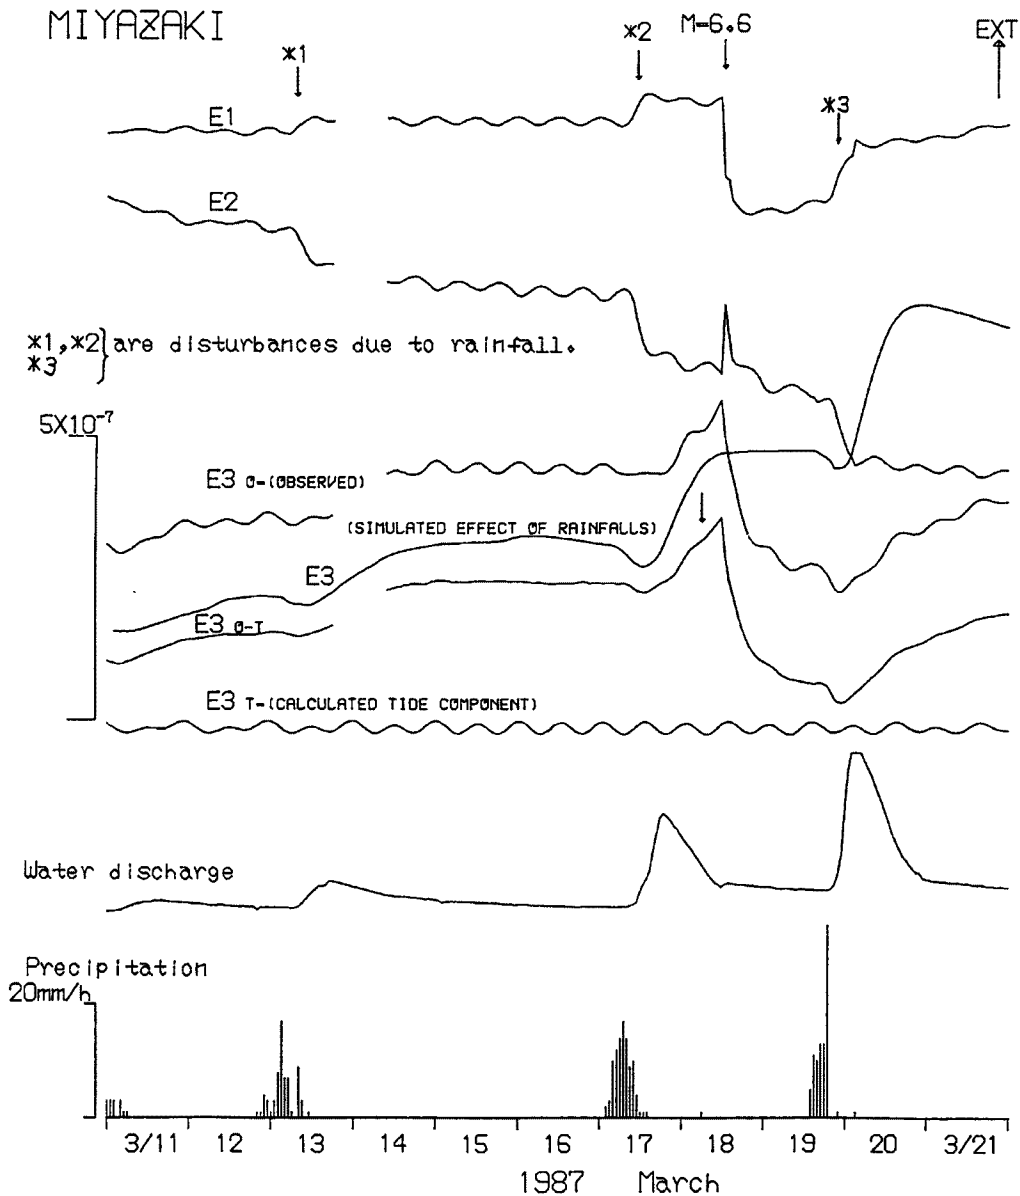 MIYAZAKI
*1
*2
M=6.6
EXT
*3
E1
E2
*1,*2
*3
} are disturbances due to rainfall.
5X10⁻⁷
E3 O-(OBSERVED)
(SIMULATED EFFECT OF RAINFALLS)
E3
E3 O-T
E3 T-(CALCULATED TIDE COMPONENT)
Water discharge
Precipitation
20mm/h
3/11 12 13 14 15 16 17 18 19 20 3/21
1987 March